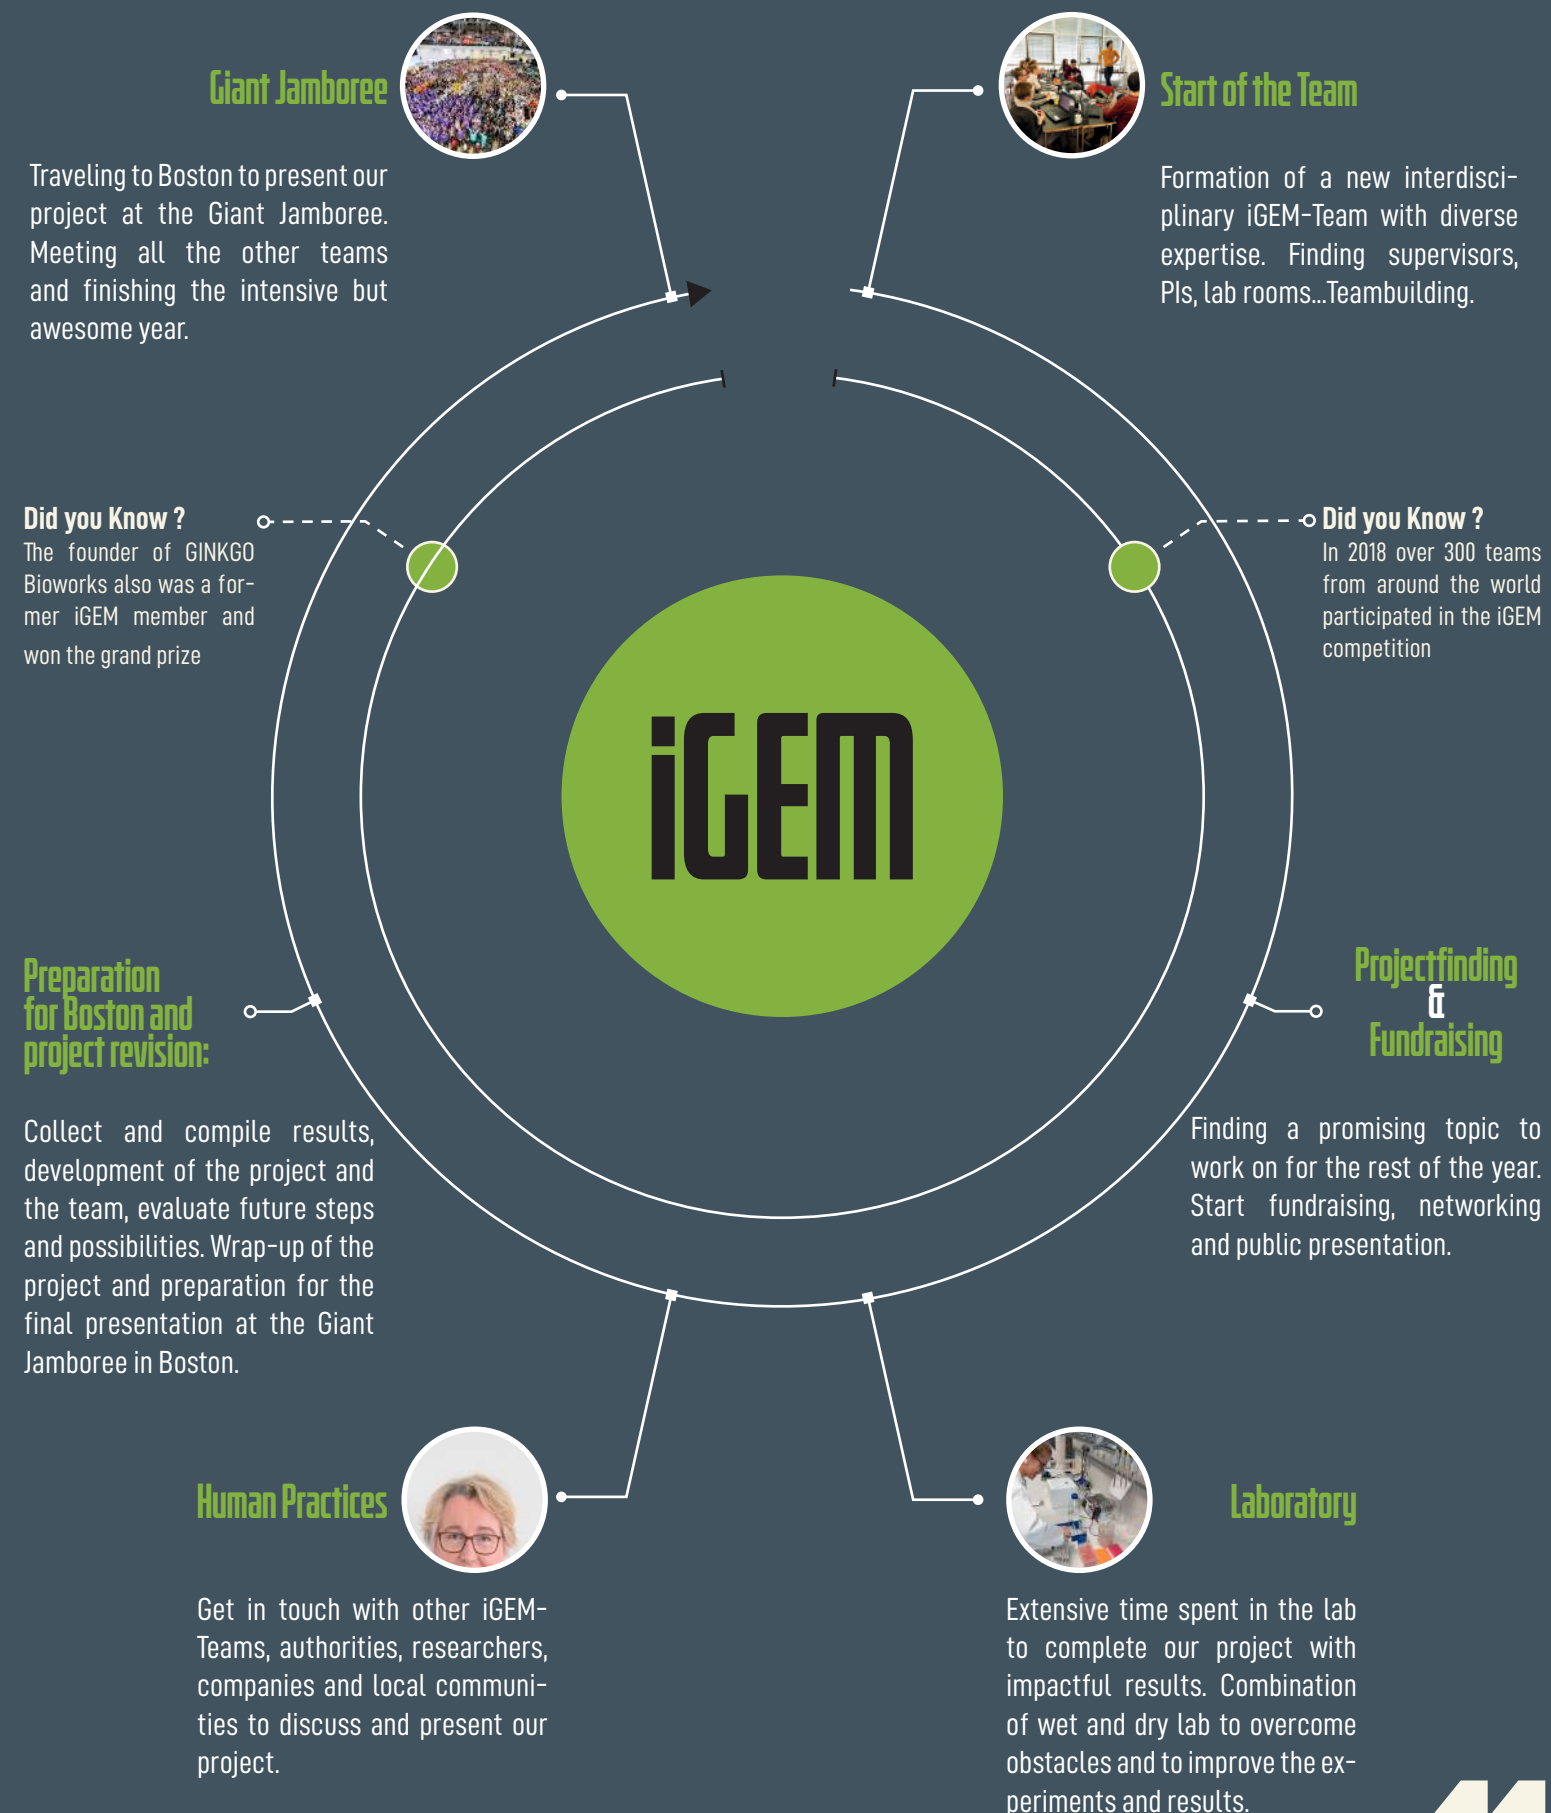 Giant Jamboree
Traveling to Boston to present our
project at the Giant Jamboree.
Meeting all the other teams
and finishing the intensive but
awesome year.
Start of the Team
Formation of a new interdisci-
plinary iGEM-Team with diverse
expertise. Finding supervisors,
PIs, lab rooms...Teambuilding.
Did you Know ?
The founder of GINKGO
Bioworks also was a for-
mer iGEM member and
won the grand prize
Did you Know ?
In 2018 over 300 teams
from around the world
participated in the iGEM
competition
iGEM
Preparation
for Boston and
project revision:
Collect and compile results,
development of the project and
the team, evaluate future steps
and possibilities. Wrap-up of the
project and preparation for the
final presentation at the Giant
Jamboree in Boston.
Projectfinding
&
Fundraising
Finding a promising topic to
work on for the rest of the year.
Start fundraising, networking
and public presentation.
Human Practices
Get in touch with other iGEM-
Teams, authorities, researchers,
companies and local communi-
ties to discuss and present our
project.
Laboratory
Extensive time spent in the lab
to complete our project with
impactful results. Combination
of wet and dry lab to overcome
obstacles and to improve the ex-
periments and results.